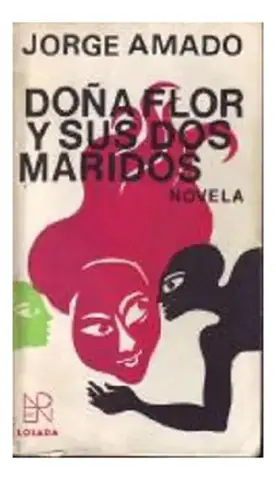 JORGE AMADO
DOÑA FLOR
Y SUS DOS
MARIDOS
NOVELA
LOSADA